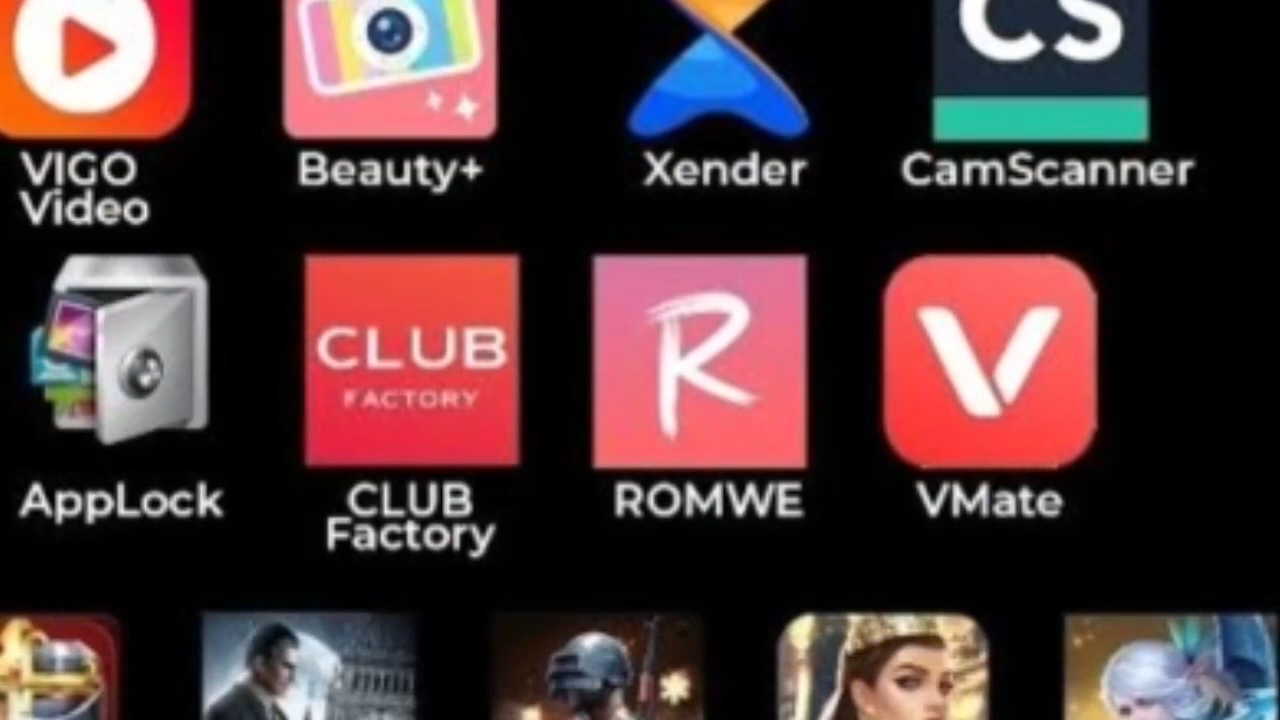 CS
VIGO
Video
Beauty+
Xender
CamScanner
CLUB
FACTORY
R
V
AppLock
CLUB
Factory
ROMWE
VMate